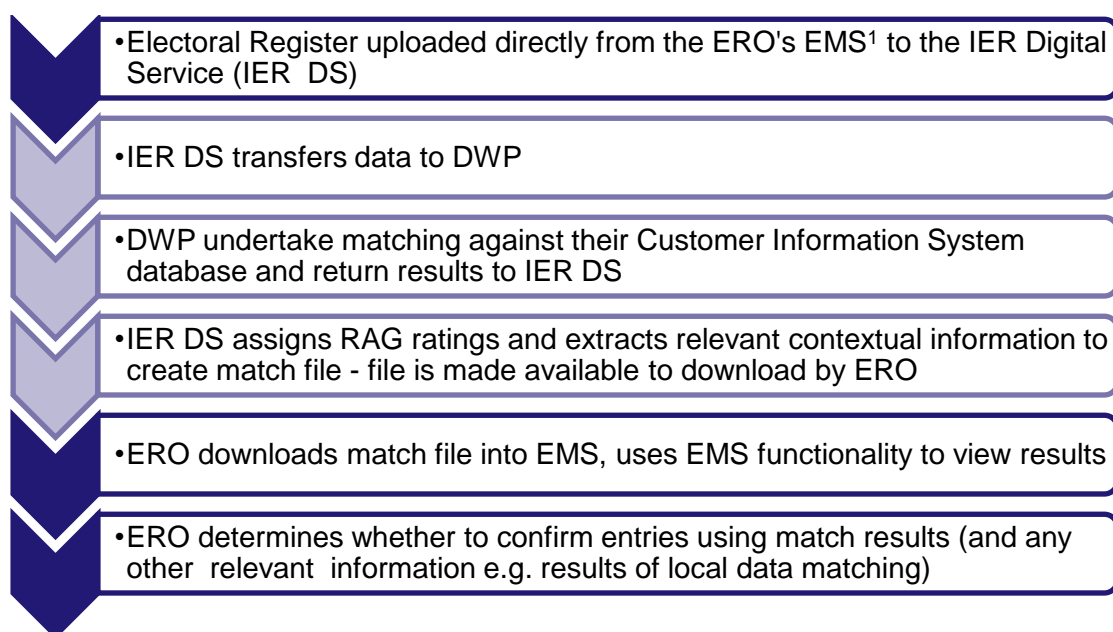 •Electoral Register uploaded directly from the ERO's EMS¹ to the IER Digital
Service (IER DS)
•IER DS transfers data to DWP
•DWP undertake matching against their Customer Information System
database and return results to IER DS
•IER DS assigns RAG ratings and extracts relevant contextual information to
create match file - file is made available to download by ERO
•ERO downloads match file into EMS, uses EMS functionality to view results
•ERO determines whether to confirm entries using match results (and any
other relevant information e.g. results of local data matching)